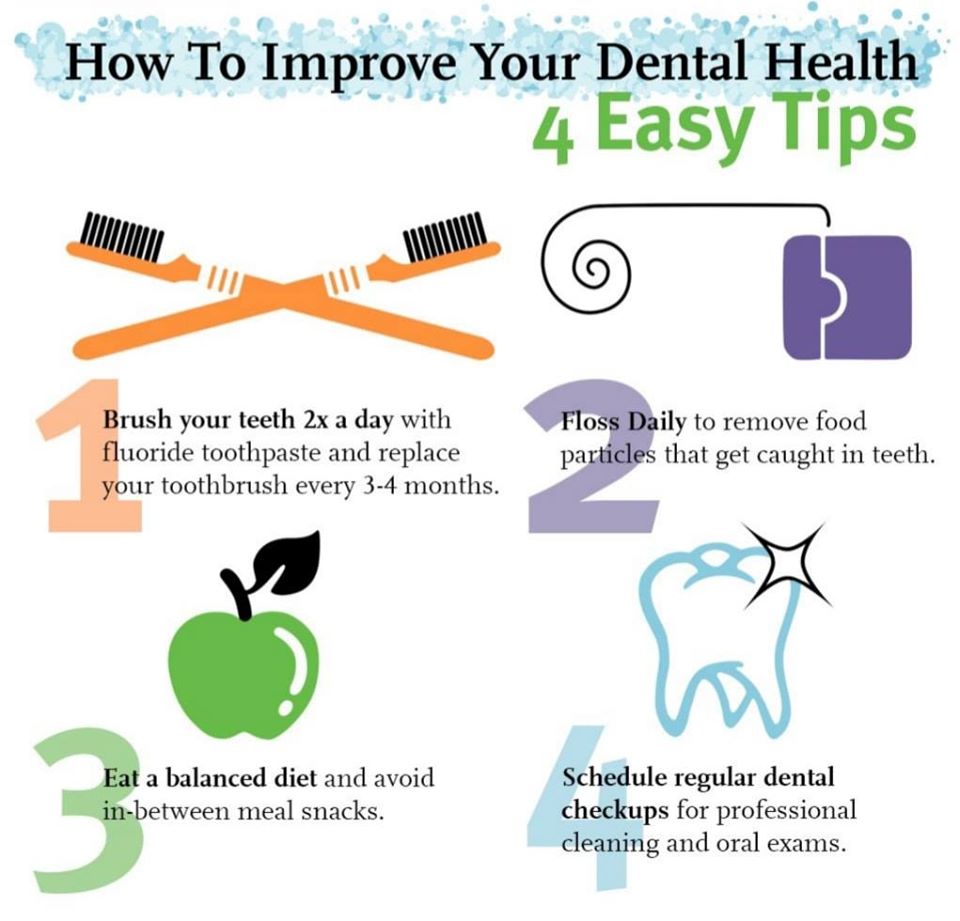 How To Improve Your Dental Health
4 Easy Tips
1
Brush your teeth 2x a day with
fluoride toothpaste and replace
your toothbrush every 3-4 months.
2
Floss Daily to remove food
particles that get caught in teeth.
3
Eat a balanced diet and avoid
in-between meal snacks.
4
Schedule regular dental
checkups for professional
cleaning and oral exams.